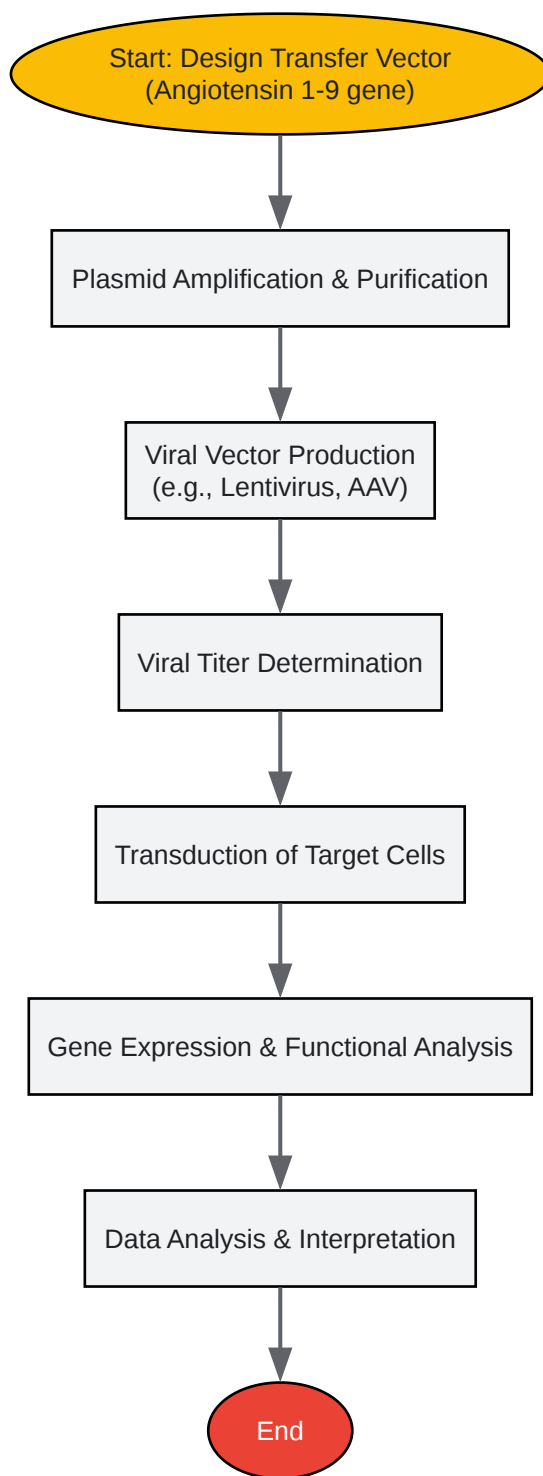 Start: Design Transfer Vector
(Angiotensin 1-9 gene)
Plasmid Amplification & Purification
Viral Vector Production
(e.g., Lentivirus, AAV)
Viral Titer Determination
Transduction of Target Cells
Gene Expression & Functional Analysis
Data Analysis & Interpretation
End